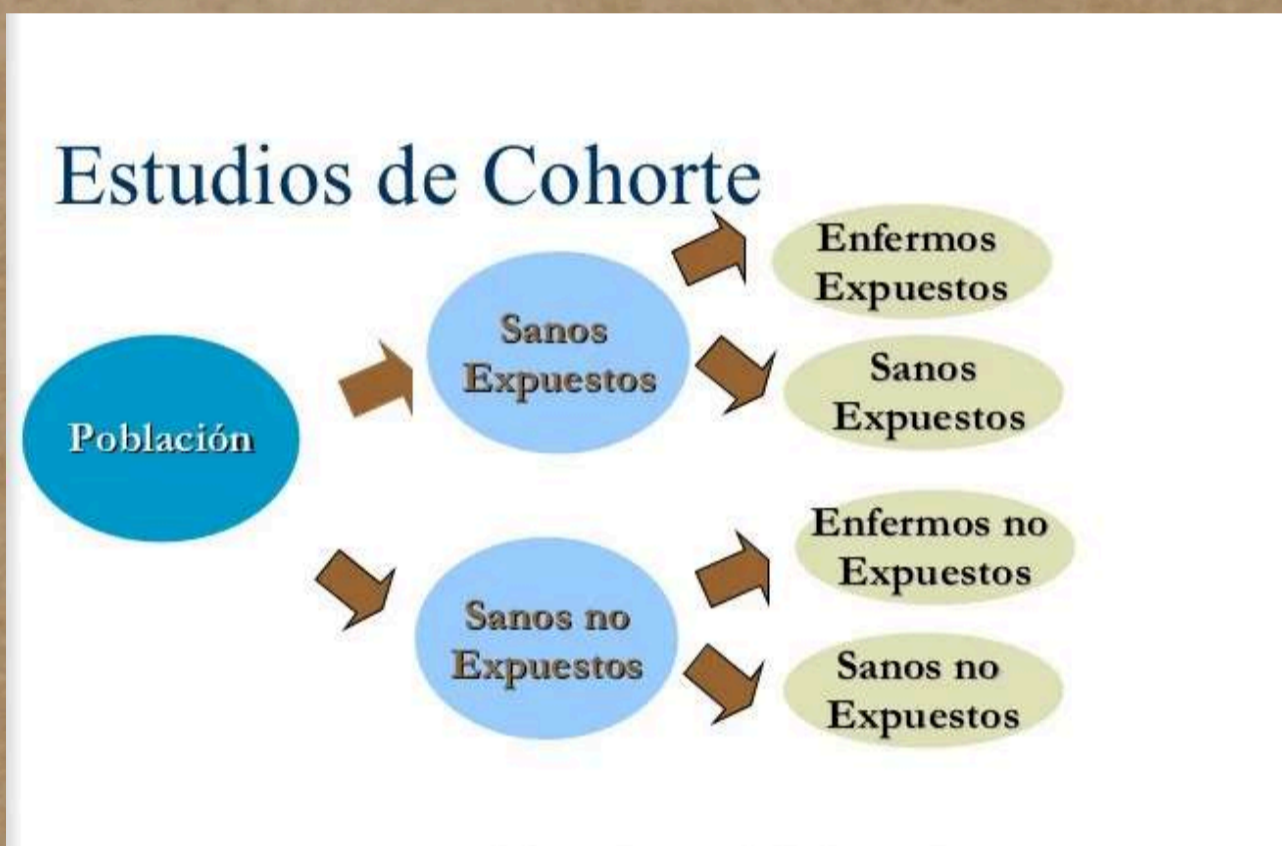 Estudios de Cohorte
Población
Sanos
Expuestos
Enfermos
Expuestos
Sanos
Expuestos
Sanos no
Expuestos
Enfermos no
Expuestos
Sanos no
Expuestos